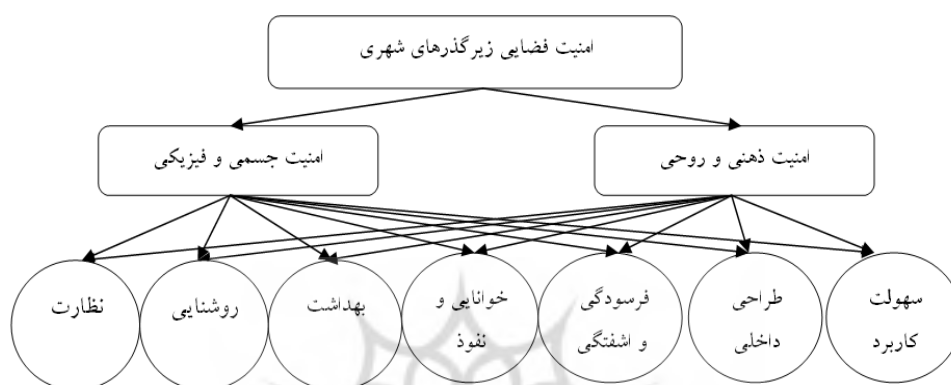 امنیت فضایی زیرگذرهای شهری
امنیت ذهنی و روحی
امنیت جسمی و فیزیکی
سهولت
کاربرد
طراحی
داخلی
فرسودگی
و اشفتگی
خوانایی و
نفوذ
بهداشت
روشنایی
نظارت